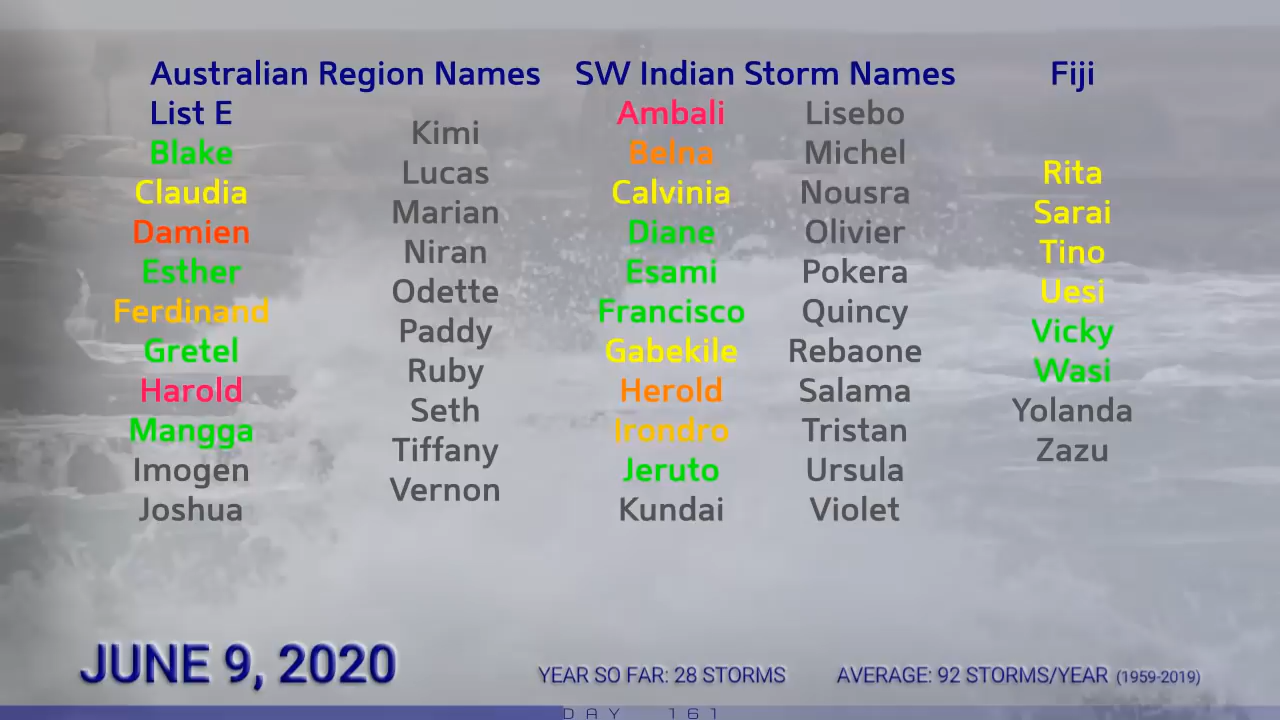 Australian Region Names
List E
Blake
Claudia
Damien
Esther
Ferdinand
Gretel
Harold
Mangga
Imogen
Joshua
Kimi
Lucas
Marian
Niran
Odette
Paddy
Ruby
Seth
Tiffany
Vernon
SW Indian Storm Names
Ambali
Belna
Calvinia
Diane
Esami
Francisco
Gabekile
Herold
Irondro
Jeruto
Kundai
Lisebo
Michel
Nousra
Olivier
Pokera
Quincy
Rebaone
Salama
Tristan
Ursula
Violet
Fiji
Rita
Sarai
Tino
Uesi
Vicky
Wasi
Yolanda
Zazu
JUNE 9, 2020
YEAR SO FAR: 28 STORMS
AVERAGE: 92 STORMS/YEAR (1959-2019)
DAY 161